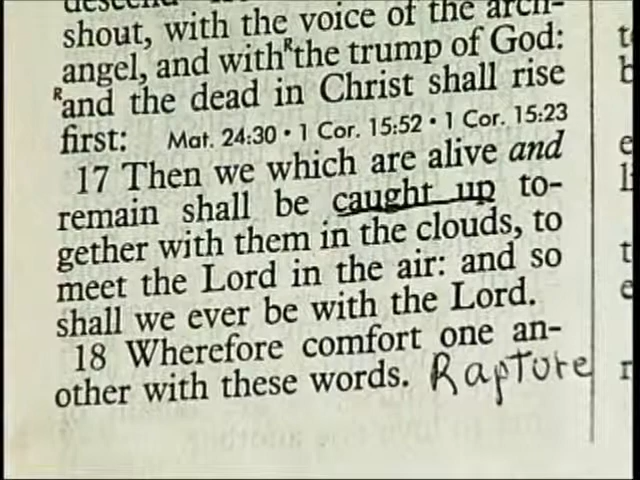 shout, with the voice of the arch-
angel, and with ᴿthe trump of God:
ᴿand the dead in Christ shall rise
first: Mat. 24:30 • 1 Cor. 15:52 • 1 Cor. 15:23
17 Then we which are alive and
remain shall be caught up to-
gether with them in the clouds, to
meet the Lord in the air: and so
shall we ever be with the Lord.
18 Wherefore comfort one an-
other with these words. Rapture